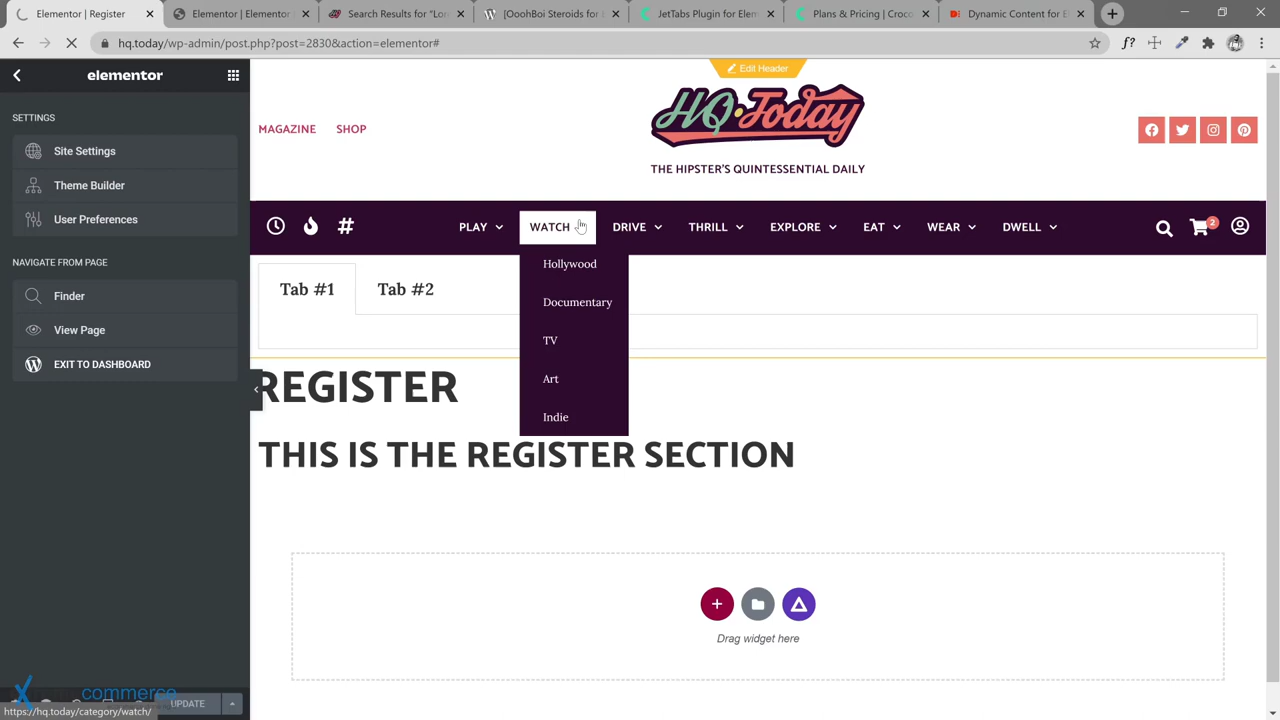 Elementor | Register
Elementor | Regis
Search Results for "Lor
[OoohBoi Steroids for
JetTabs Plugin for Elem
Plans & Pricing | Croco
Dynamic Content for E
hq.today/wp-admin/post.php?post=2830&action=elementor#
elementor
SETTINGS
Site Settings
Theme Builder
User Preferences
NAVIGATE FROM PAGE
Finder
View Page
EXIT TO DASHBOARD
commerce
UPDATE
https://hq.today/category/watch/
Edit Header
MAGAZINE
SHOP
HQ Today
THE HIPSTER'S QUINTESSENTIAL DAILY
#
PLAY
WATCH
DRIVE
THRILL
EXPLORE
EAT
WEAR
DWELL
2
Hollywood
Documentary
TV
Art
Indie
Tab #1
Tab #2
REGISTER
THIS IS THE REGISTER SECTION
Drag widget here